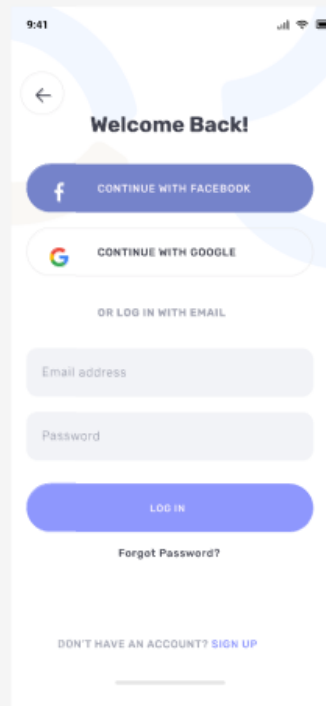 9:41
Welcome Back!
CONTINUE WITH FACEBOOK
CONTINUE WITH GOOGLE
OR LOG IN WITH EMAIL
Email address
Password
LOG IN
Forgot Password?
DON'T HAVE AN ACCOUNT? SIGN UP